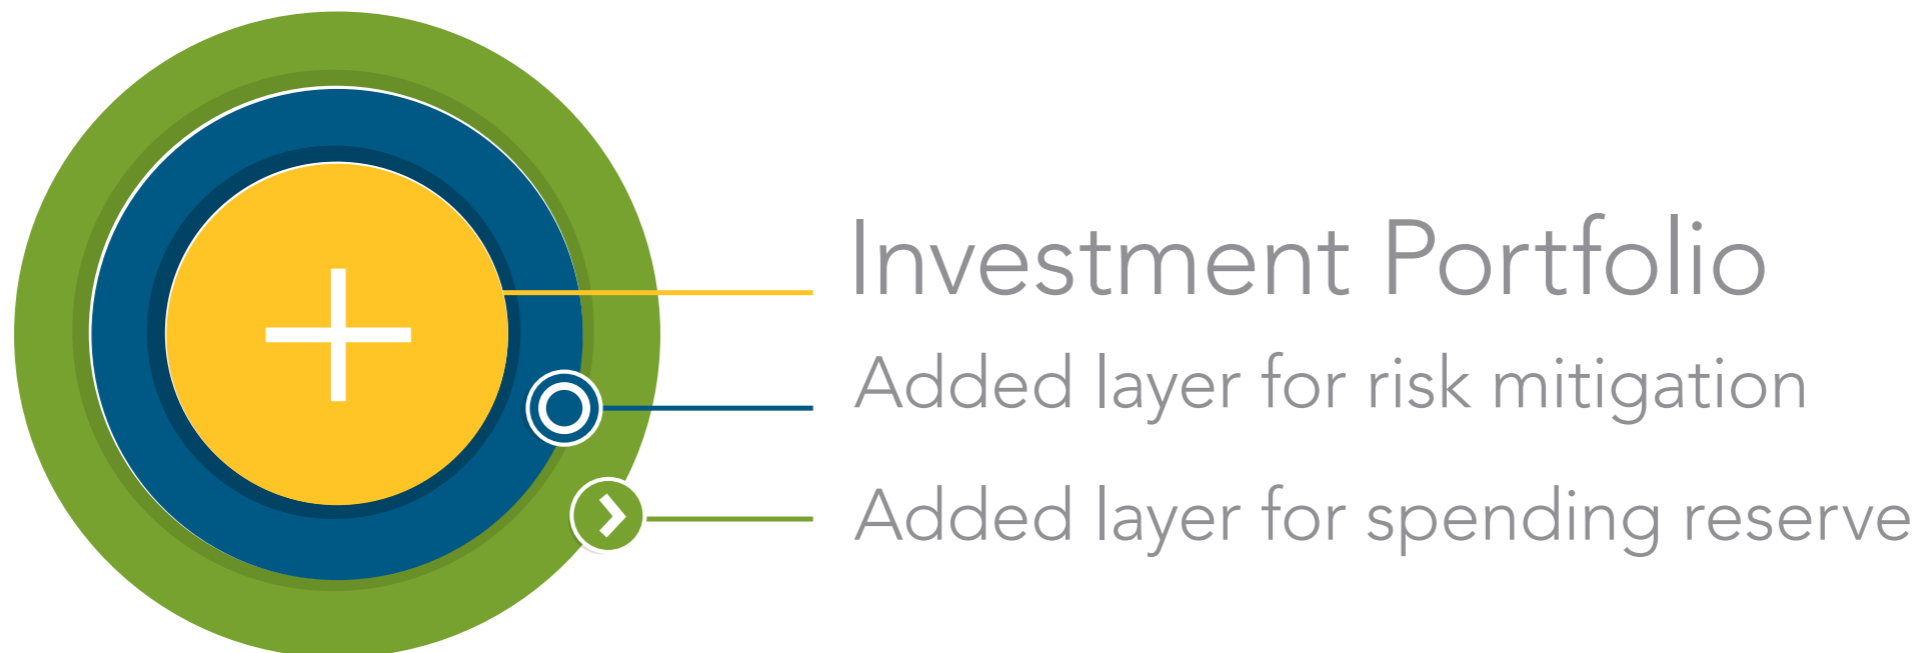 Investment Portfolio
Added layer for risk mitigation
Added layer for spending reserve